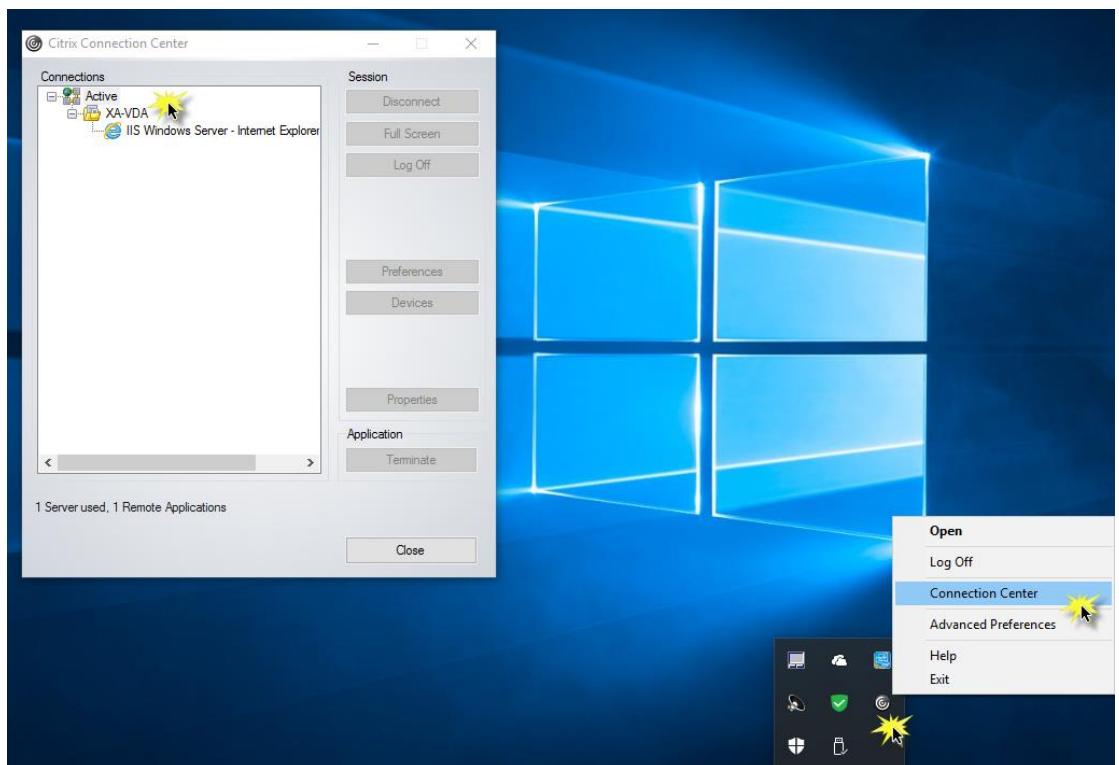 Citrix Connection Center
Connections
Active
XA-VDA
IIS Windows Server - Internet Explorer
Session
Disconnect
Full Screen
Log Off
Preferences
Devices
Properties
Application
Terminate
1 Server used, 1 Remote Applications
Close
Open
Log Off
Connection Center
Advanced Preferences
Help
Exit